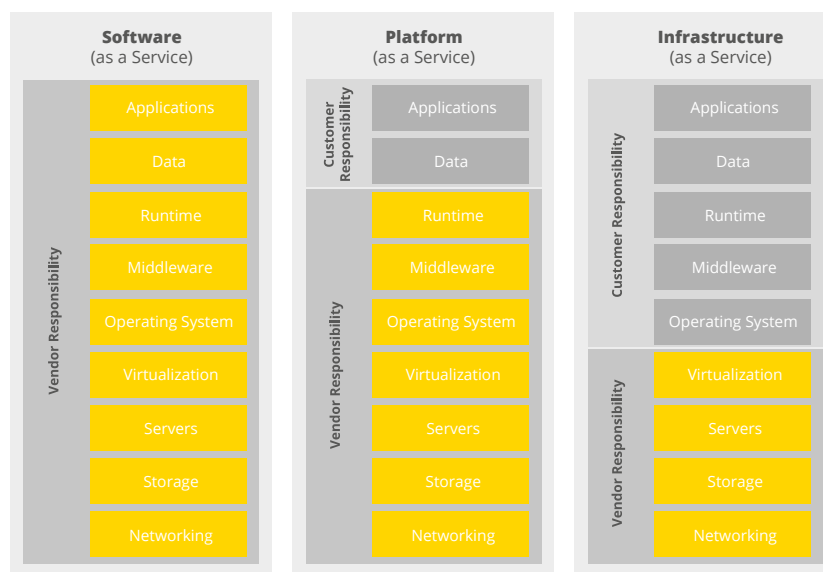 Software
(as a Service)
Vendor Responsibility
Applications
Data
Runtime
Middleware
Operating System
Virtualization
Servers
Storage
Networking
Platform
(as a Service)
Customer
Responsibility
Applications
Data
Vendor Responsibility
Runtime
Middleware
Operating System
Virtualization
Servers
Storage
Networking
Infrastructure
(as a Service)
Customer Responsibility
Applications
Data
Runtime
Middleware
Operating System
Vendor Responsibility
Virtualization
Servers
Storage
Networking